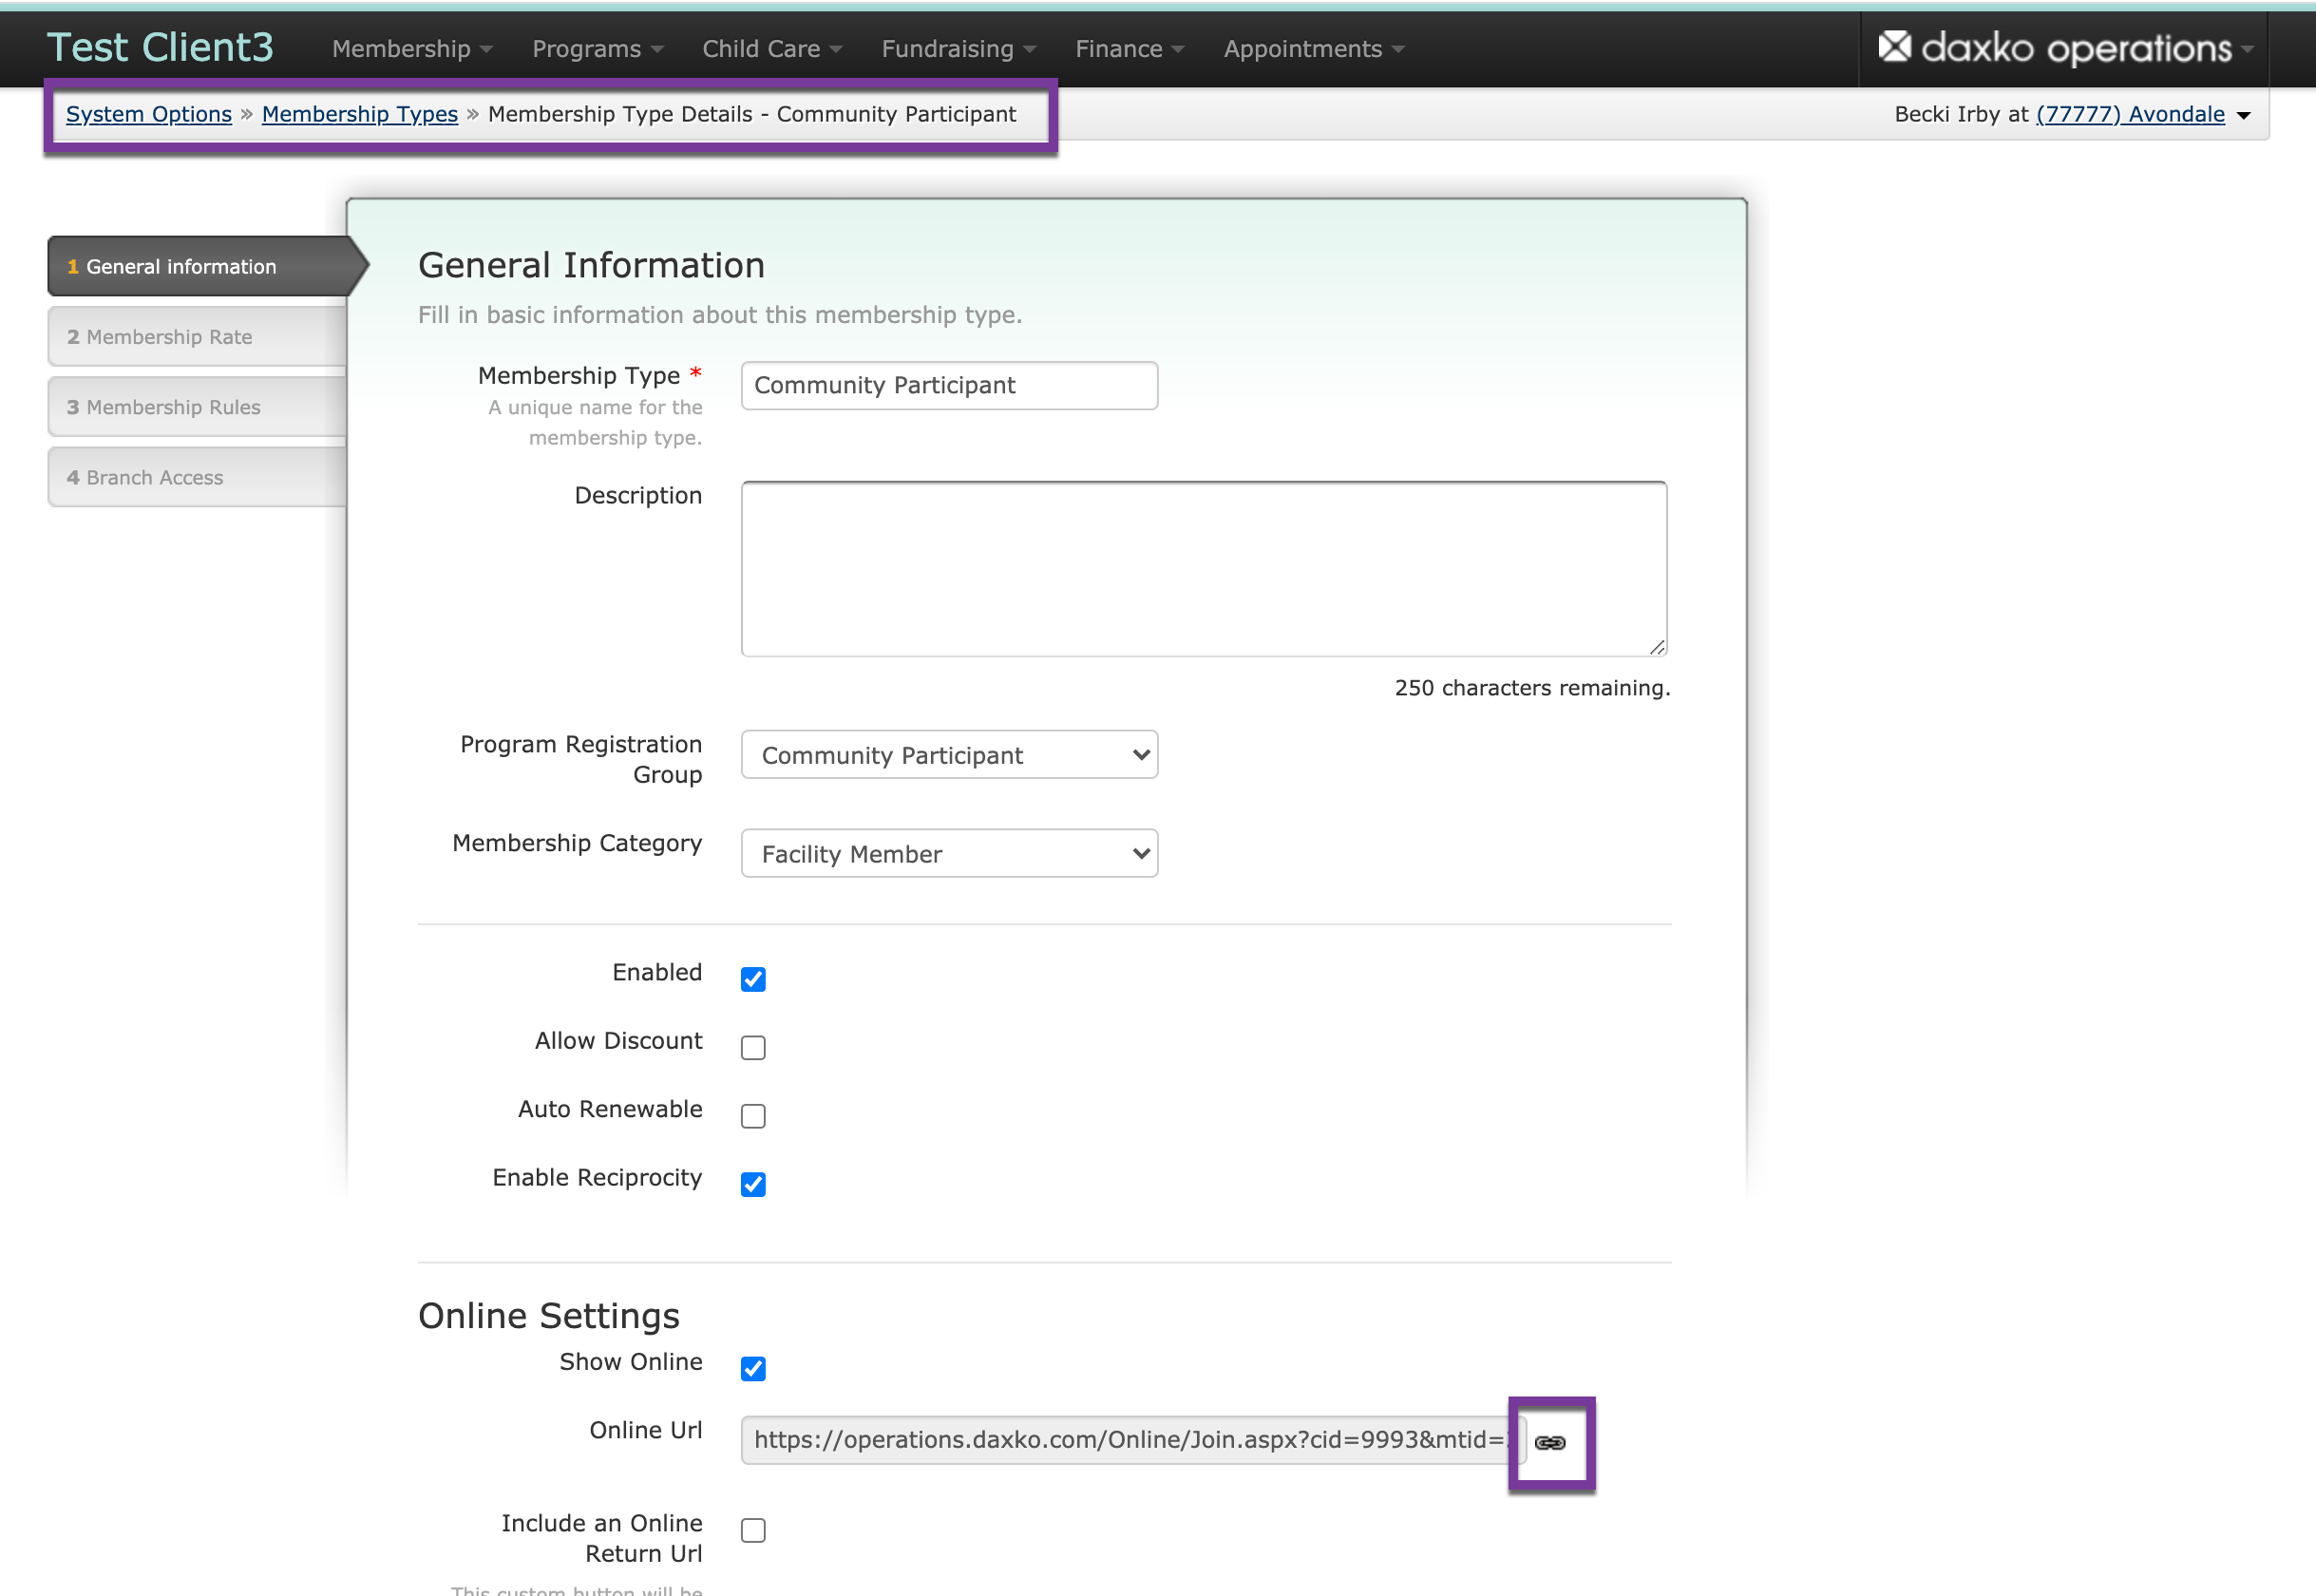 Test Client3 Membership Programs Child Care Fundraising Finance Appointments daxko operations
System Options » Membership Types » Membership Type Details - Community Participant
Becki Irby at (77777) Avondale
1 General information
2 Membership Rate
3 Membership Rules
4 Branch Access
General Information
Fill in basic information about this membership type.
Membership Type *
A unique name for the
membership type.
Community Participant
Description
250 characters remaining.
Program Registration
Group
Community Participant
Membership Category
Facility Member
Enabled
Allow Discount
Auto Renewable
Enable Reciprocity
Online Settings
Show Online
Online Url
https://operations.daxko.com/Online/Join.aspx?cid=9993&mtid=
Include an Online
Return Url
This custom button will be